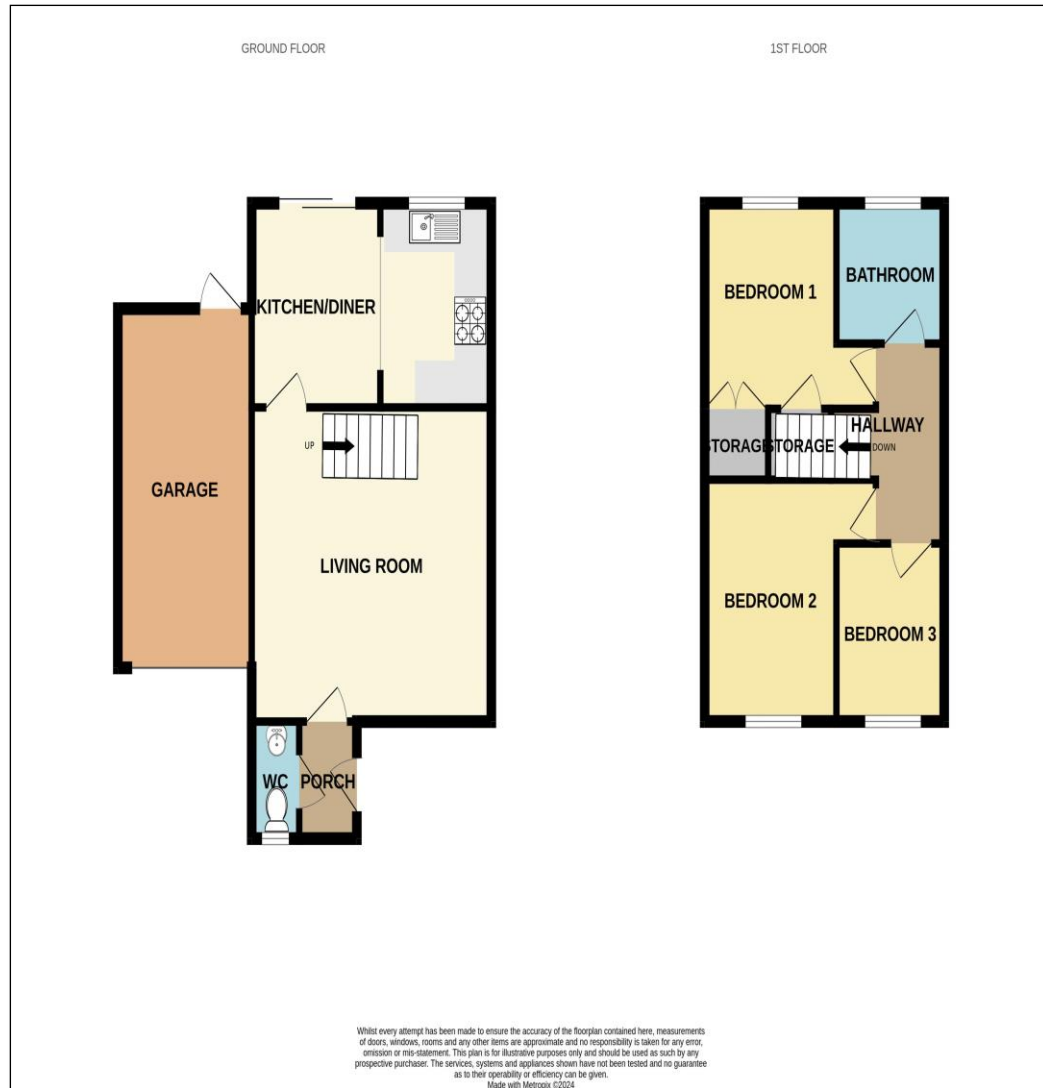 GROUND FLOOR
1ST FLOOR
KITCHEN/DINER
UP
GARAGE
LIVING ROOM
WC
PORCH
BEDROOM 1
BATHROOM
HALLWAY
STORAGE
STORAGE
DOWN
BEDROOM 2
BEDROOM 3
Whilst every attempt has been made to ensure the accuracy of the floorplan contained here, measurements
of doors, windows, rooms and any other items are approximate and no responsibility is taken for any error,
omission or mis-statement. This plan is for illustrative purposes only and should be used as such by any
prospective purchaser. The services, systems and appliances shown have not been tested and no guarantee
as to their operability or efficiency can be given.
Made with Metropix ©2024